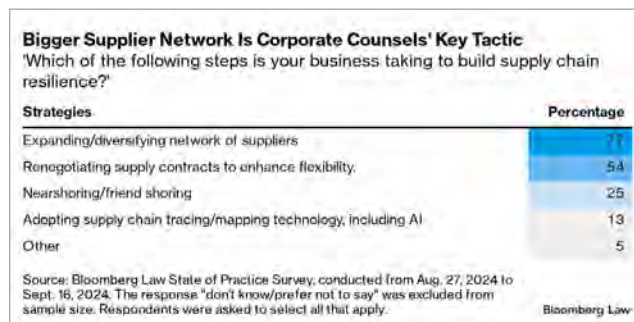 Bigger Supplier Network Is Corporate Counsels' Key Tactic
'Which of the following steps is your business taking to build supply chain
resilience?'
Strategies Percentage
Expanding/diversifying network of suppliers 77
Renegotiating supply contracts to enhance flexibility. 54
Nearshoring/friend shoring 25
Adopting supply chain tracing/mapping technology, including AI 13
Other 5
Source: Bloomberg Law State of Practice Survey, conducted from Aug. 27, 2024 to
Sept. 16, 2024. The response "don't know/prefer not to say" was excluded from
sample size. Respondents were asked to select all that apply. Bloomberg Law